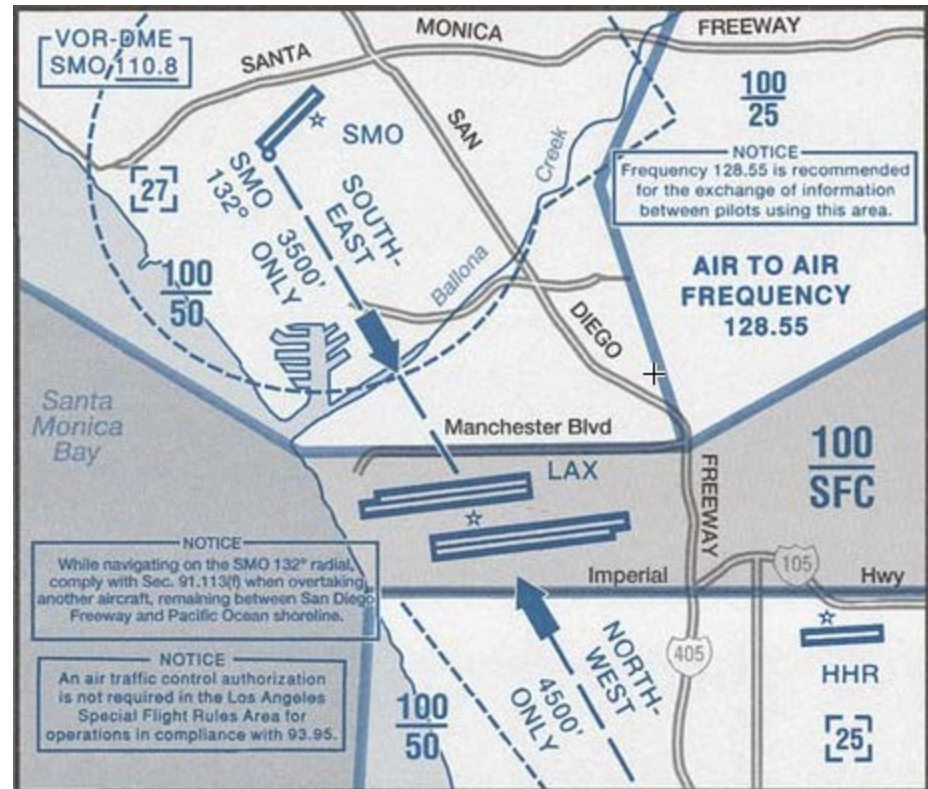 VOR-DME
SMO 110.8
SANTA
MONICA
FREEWAY
SAN
DIEGO
FREEWAY
SMO
100
25
NOTICE
Frequency 128.55 is recommended
for the exchange of information
between pilots using this area.
27
SMO
132°
3500'
ONLY
SOUTH-
EAST
Creek
Ballona
100
50
AIR TO AIR
FREQUENCY
128.55
Santa
Monica
Bay
Manchester Blvd
LAX
100
SFC
NOTICE
While navigating on the SMO 132° radial,
comply with Sec. 91.113(f) when overtaking
another aircraft, remaining between San Diego
Freeway and Pacific Ocean shoreline.
Imperial
105
Hwy
NOTICE
An air traffic control authorization
is not required in the Los Angeles
Special Flight Rules Area for
operations in compliance with 93.95.
100
50
NORTH-
WEST
4500'
ONLY
405
HHR
25